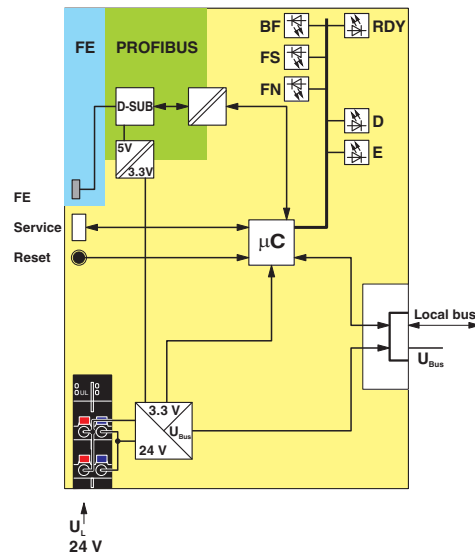 FE
PROFIBUS
BF
RDY
FS
FN
D-SUB
5V
3.3V
D
E
FE
Service
Reset
µC
Local bus
U Bus
UL
3.3 V
U Bus
24 V
U L
24 V